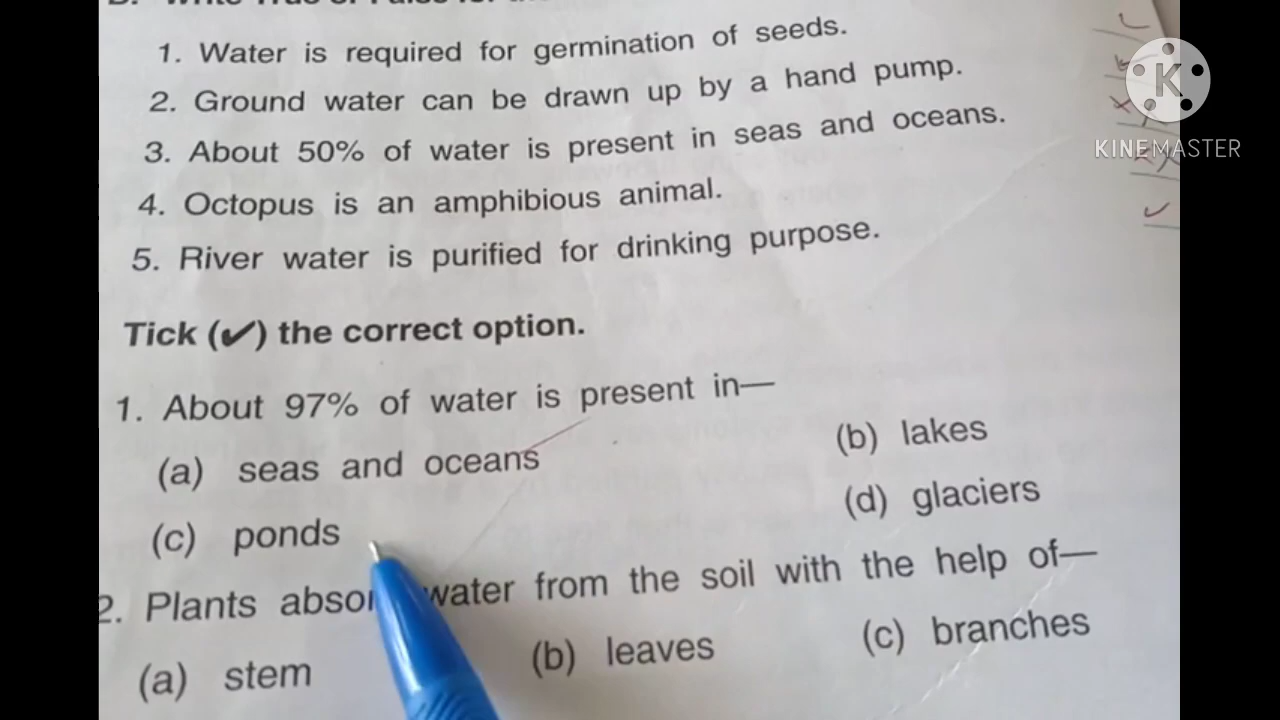 1. Water is required for germination of seeds.
2. Ground water can be drawn up by a hand pump.
3. About 50% of water is present in seas and oceans.
4. Octopus is an amphibious animal.
5. River water is purified for drinking purpose.
Tick (✔) the correct option.
1. About 97% of water is present in—
(a) seas and oceans (b) lakes
(c) ponds (d) glaciers
2. Plants water from the soil with the help of—
(a) stem (b) leaves (c) branches
K
KINEMASTER